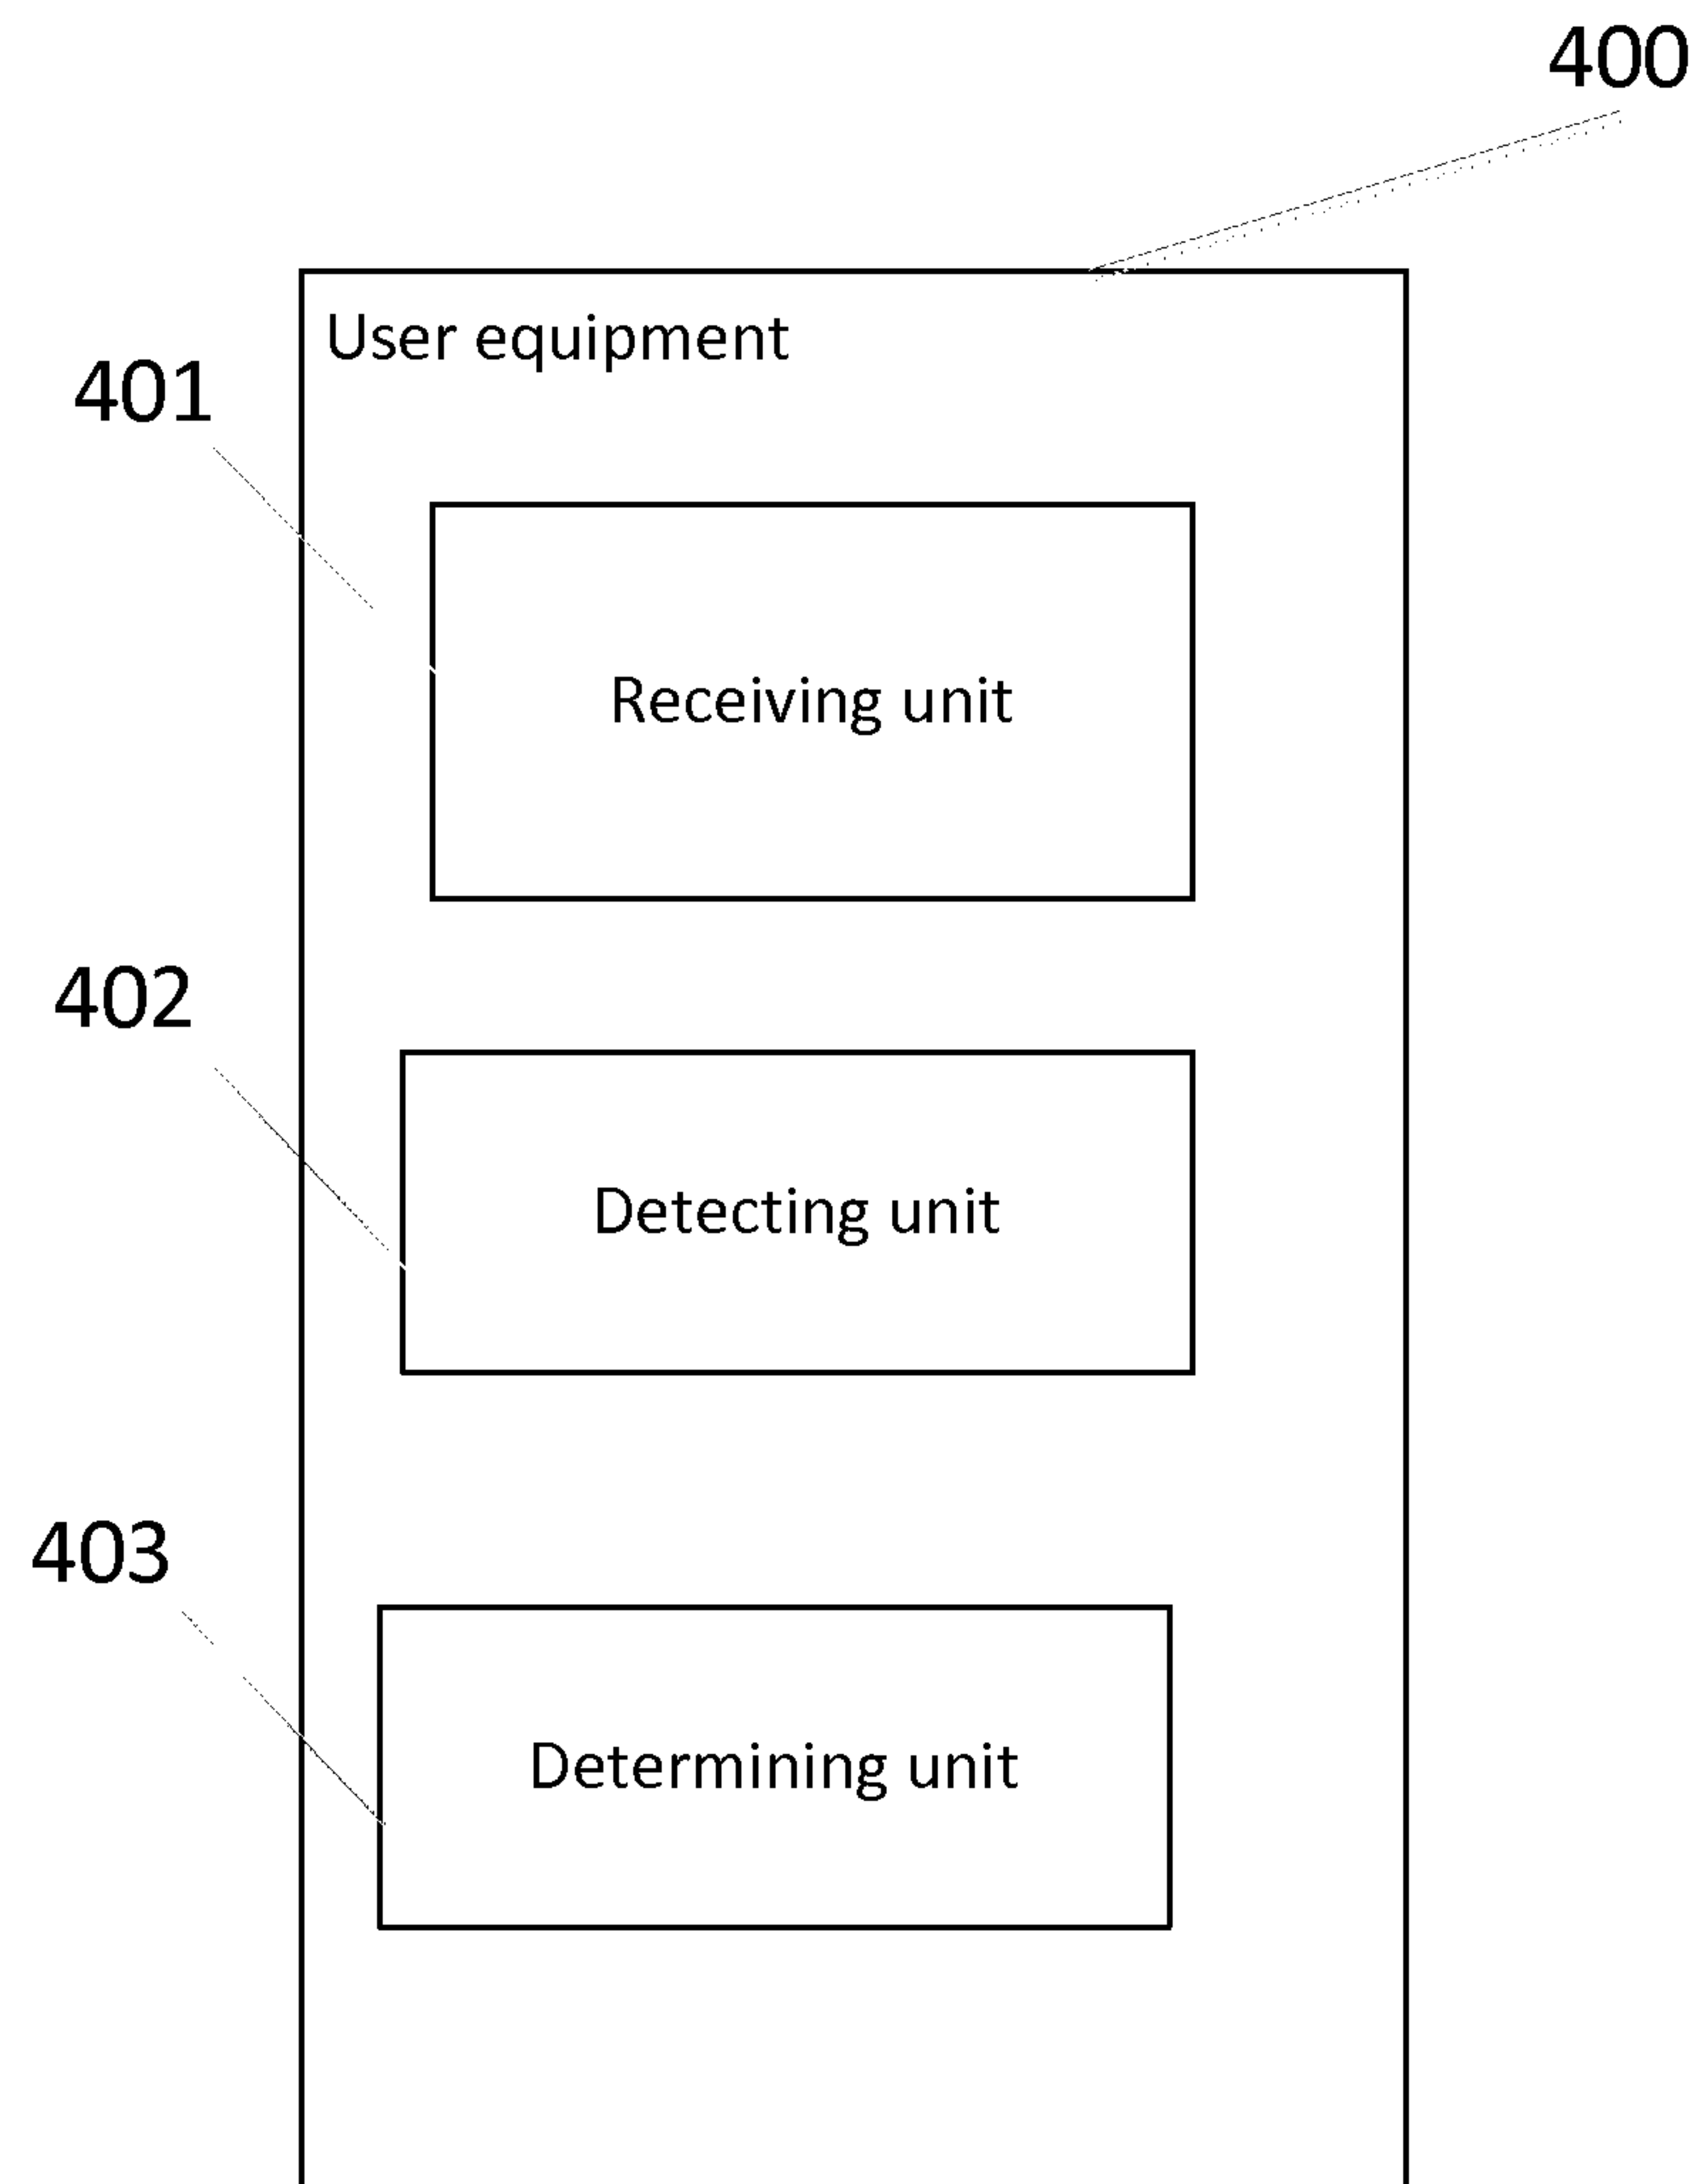 400
User equipment
401
Receiving unit
402
Detecting unit
403
Determining unit